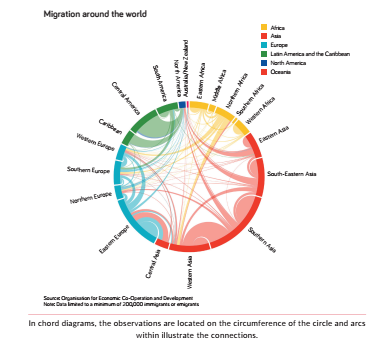 Migration around the world
Africa
Asia
Europe
Latin America and the Caribbean
North America
Oceania
Australia/New Zealand
North America
South America
Central America
Caribbean
Western Europe
Southern Europe
Northern Europe
Eastern Europe
Central Asia
Western Asia
Southern Asia
South-Eastern Asia
Eastern Asia
Western Africa
Southern Africa
Northern Africa
Middle Africa
Eastern Africa
Source: Organisation for Economic Co-Operation and Development
Note: Data limited to a minimum of 200,000 immigrants or emigrants
In chord diagrams, the observations are located on the circumference of the circle and arcs
within illustrate the connections.